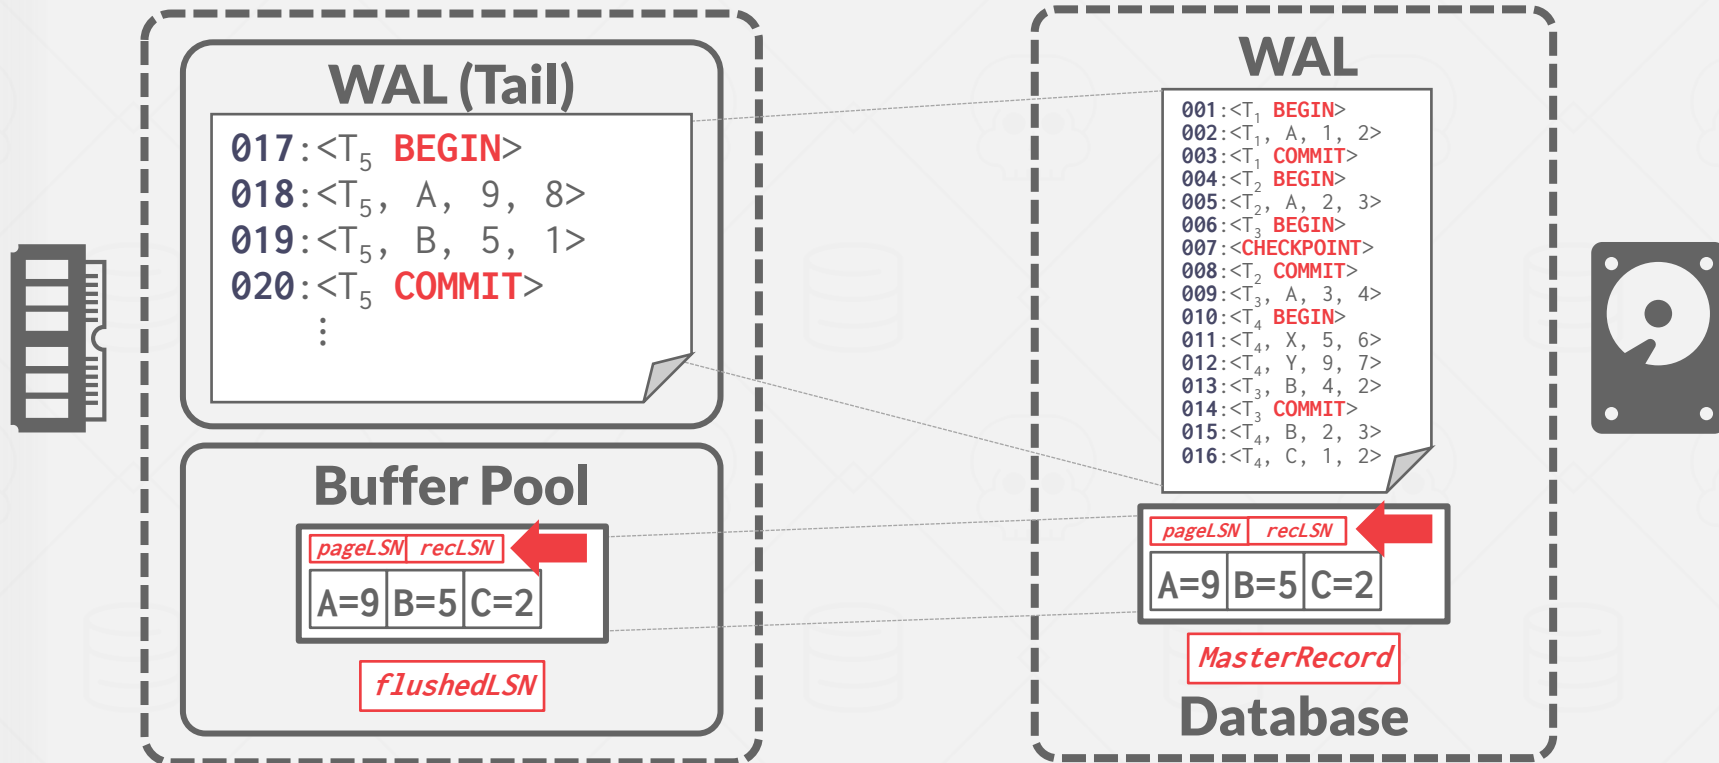 WAL (Tail)
017:<T5 BEGIN>
018:<T5, A, 9, 8>
019:<T5, B, 5, 1>
020:<T5 COMMIT>
⋮
Buffer Pool
pageLSN recLSN
A=9 B=5 C=2
flushedLSN
WAL
001:<T1 BEGIN>
002:<T1, A, 1, 2>
003:<T1 COMMIT>
004:<T2 BEGIN>
005:<T2, A, 2, 3>
006:<T3 BEGIN>
007:<CHECKPOINT>
008:<T2 COMMIT>
009:<T3, A, 3, 4>
010:<T4 BEGIN>
011:<T4, X, 5, 6>
012:<T4, Y, 9, 7>
013:<T3, B, 4, 2>
014:<T3 COMMIT>
015:<T4, B, 2, 3>
016:<T4, C, 1, 2>
pageLSN recLSN
A=9 B=5 C=2
MasterRecord
Database